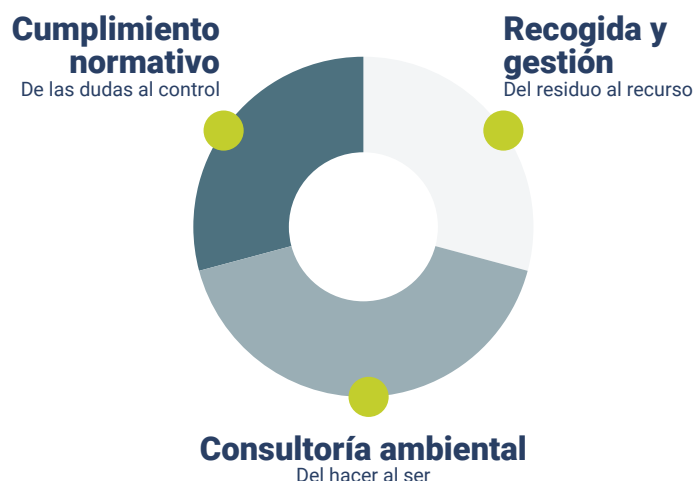 Cumplimiento
normativo
De las dudas al control
Recogida y
gestión
Del residuo al recurso
Consultoría ambiental
Del hacer al ser